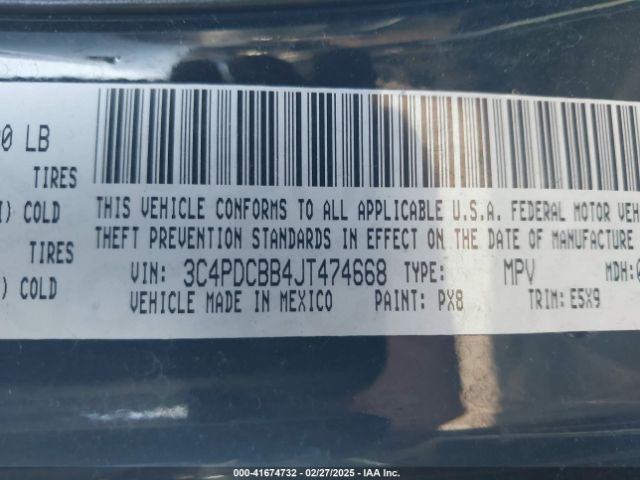 00 LB
TIRES
I) COLD
TIRES
) COLD
THIS VEHICLE CONFORMS TO ALL APPLICABLE U.S.A. FEDERAL MOTOR VEH
THEFT PREVENTION STANDARDS IN EFFECT ON THE DATE OF MANUFACTURE
VIN: 3C4PDCBB4JT474668 TYPE: MPV MDH:
VEHICLE MADE IN MEXICO PAINT: PX8 TRIM: E5X9
000-41674732 - 02/27/2025 - IAA Inc.